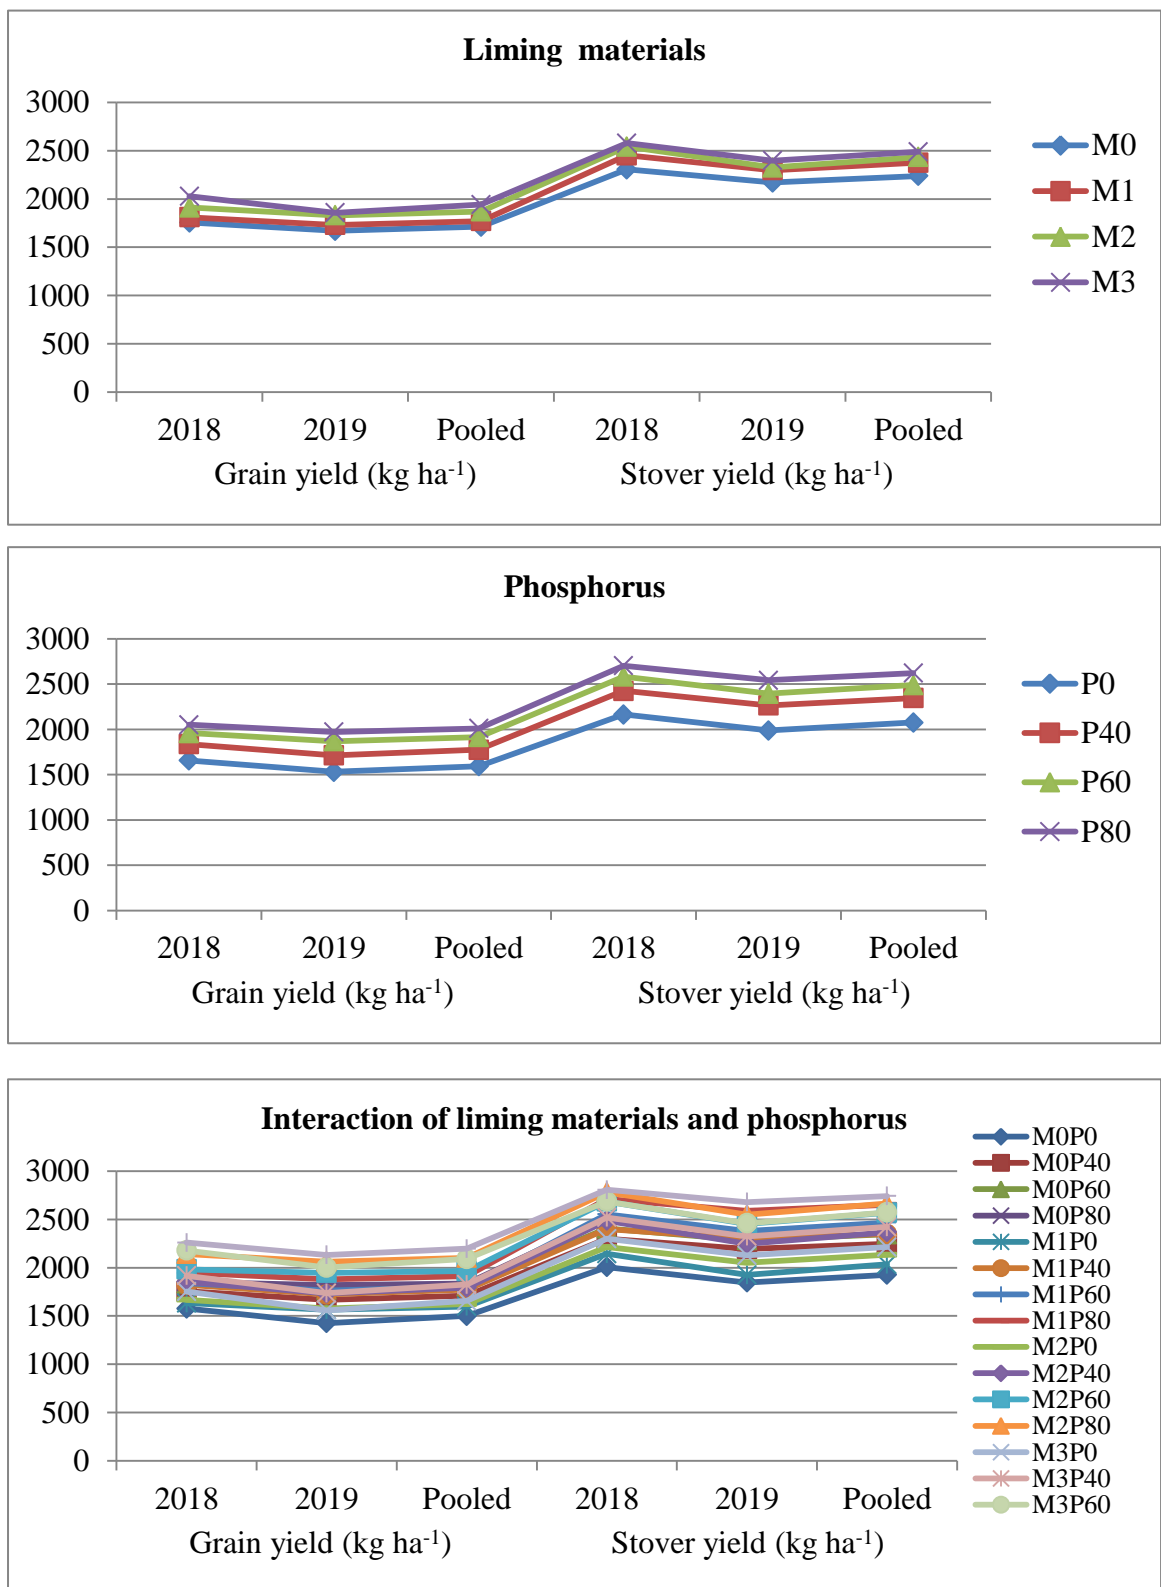 Liming  materials
3000
2500
2000
1500
1000
500
0
2018 2019 Pooled 2018 2019 Pooled
Grain yield (kg ha-1) Stover yield (kg ha-1)
M0
M1
M2
M3
Phosphorus
3000
2500
2000
1500
1000
500
0
2018 2019 Pooled 2018 2019 Pooled
Grain yield (kg ha-1) Stover yield (kg ha-1)
P0
P40
P60
P80
Interaction of liming materials and phosphorus
3000
2500
2000
1500
1000
500
0
2018 2019 Pooled 2018 2019 Pooled
Grain yield (kg ha-1) Stover yield (kg ha-1)
M0P0
M0P40
M0P60
M0P80
M1P0
M1P40
M1P60
M1P80
M2P0
M2P40
M2P60
M2P80
M3P0
M3P40
M3P60